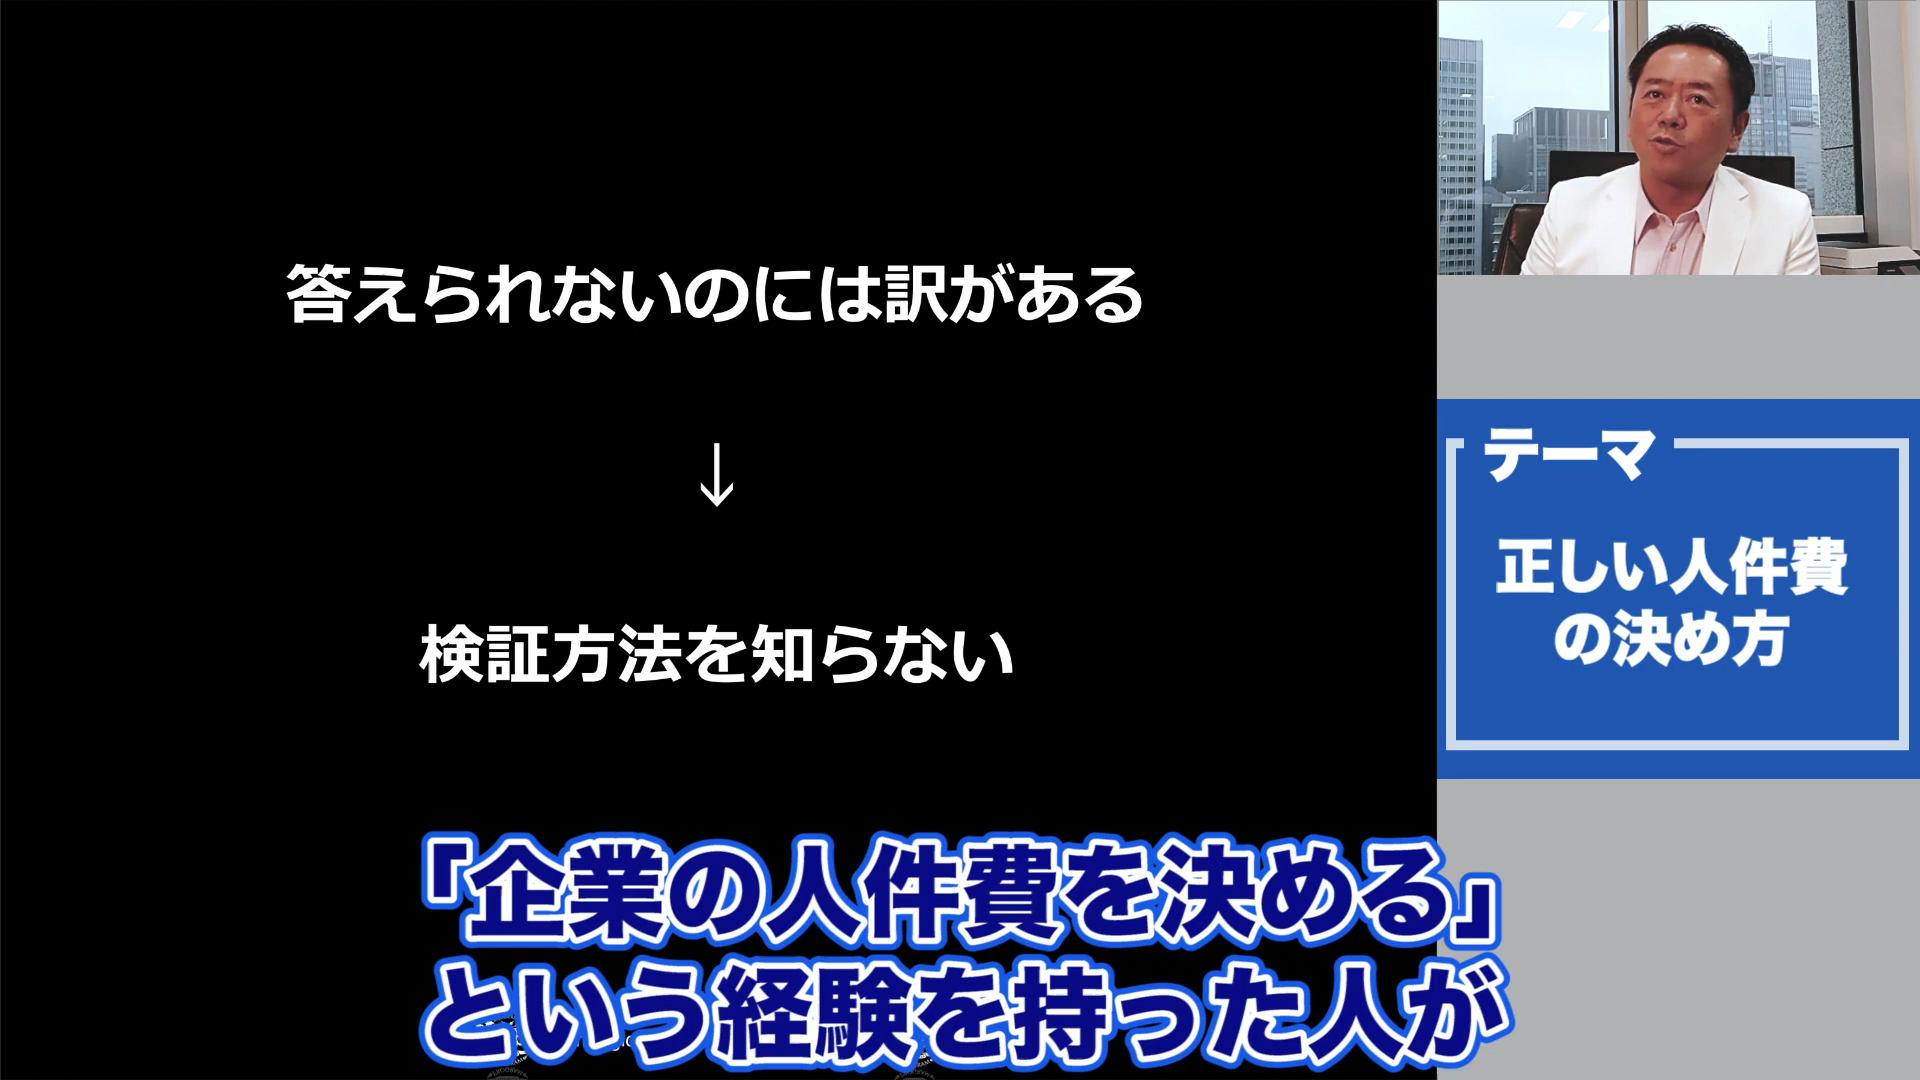 答えられないのには訳がある
↓
検証方法を知らない
テーマ
正しい人件費
の決め方
「企業の人件費を決める」
という経験を持った人が